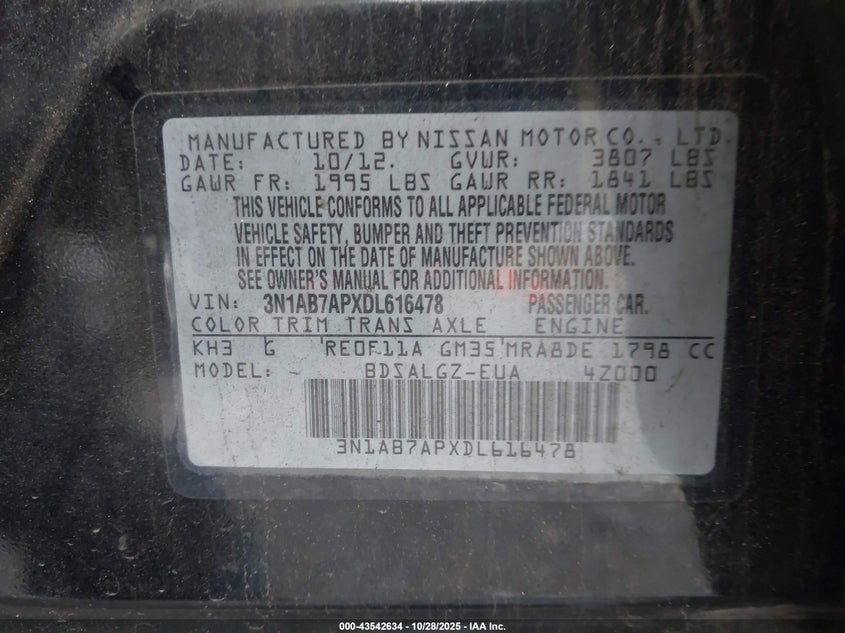 MANUFACTURED BY NISSAN MOTOR CO., LTD.
DATE: 10/12. GVWR: 3807 LBS
GAWR FR: 1995 LBS GAWR RR: 1841 LBS
THIS VEHICLE CONFORMS TO ALL APPLICABLE FEDERAL MOTOR
VEHICLE SAFETY, BUMPER AND THEFT PREVENTION STANDARDS
IN EFFECT ON THE DATE OF MANUFACTURE SHOWN ABOVE.
SEE OWNER'S MANUAL FOR ADDITIONAL INFORMATION.
VIN: 3N1AB7APXDL616478 PASSENGER CAR.
COLOR TRIM TRANS AXLE ENGINE
KH3 G RE0F11A GM35 MRA8DE 1798 CC
MODEL: - BDSALGZ-EUA 4Z000
3N1AB7APXDL616478
000-43542634 | 10/28/2025 - IAA Inc.